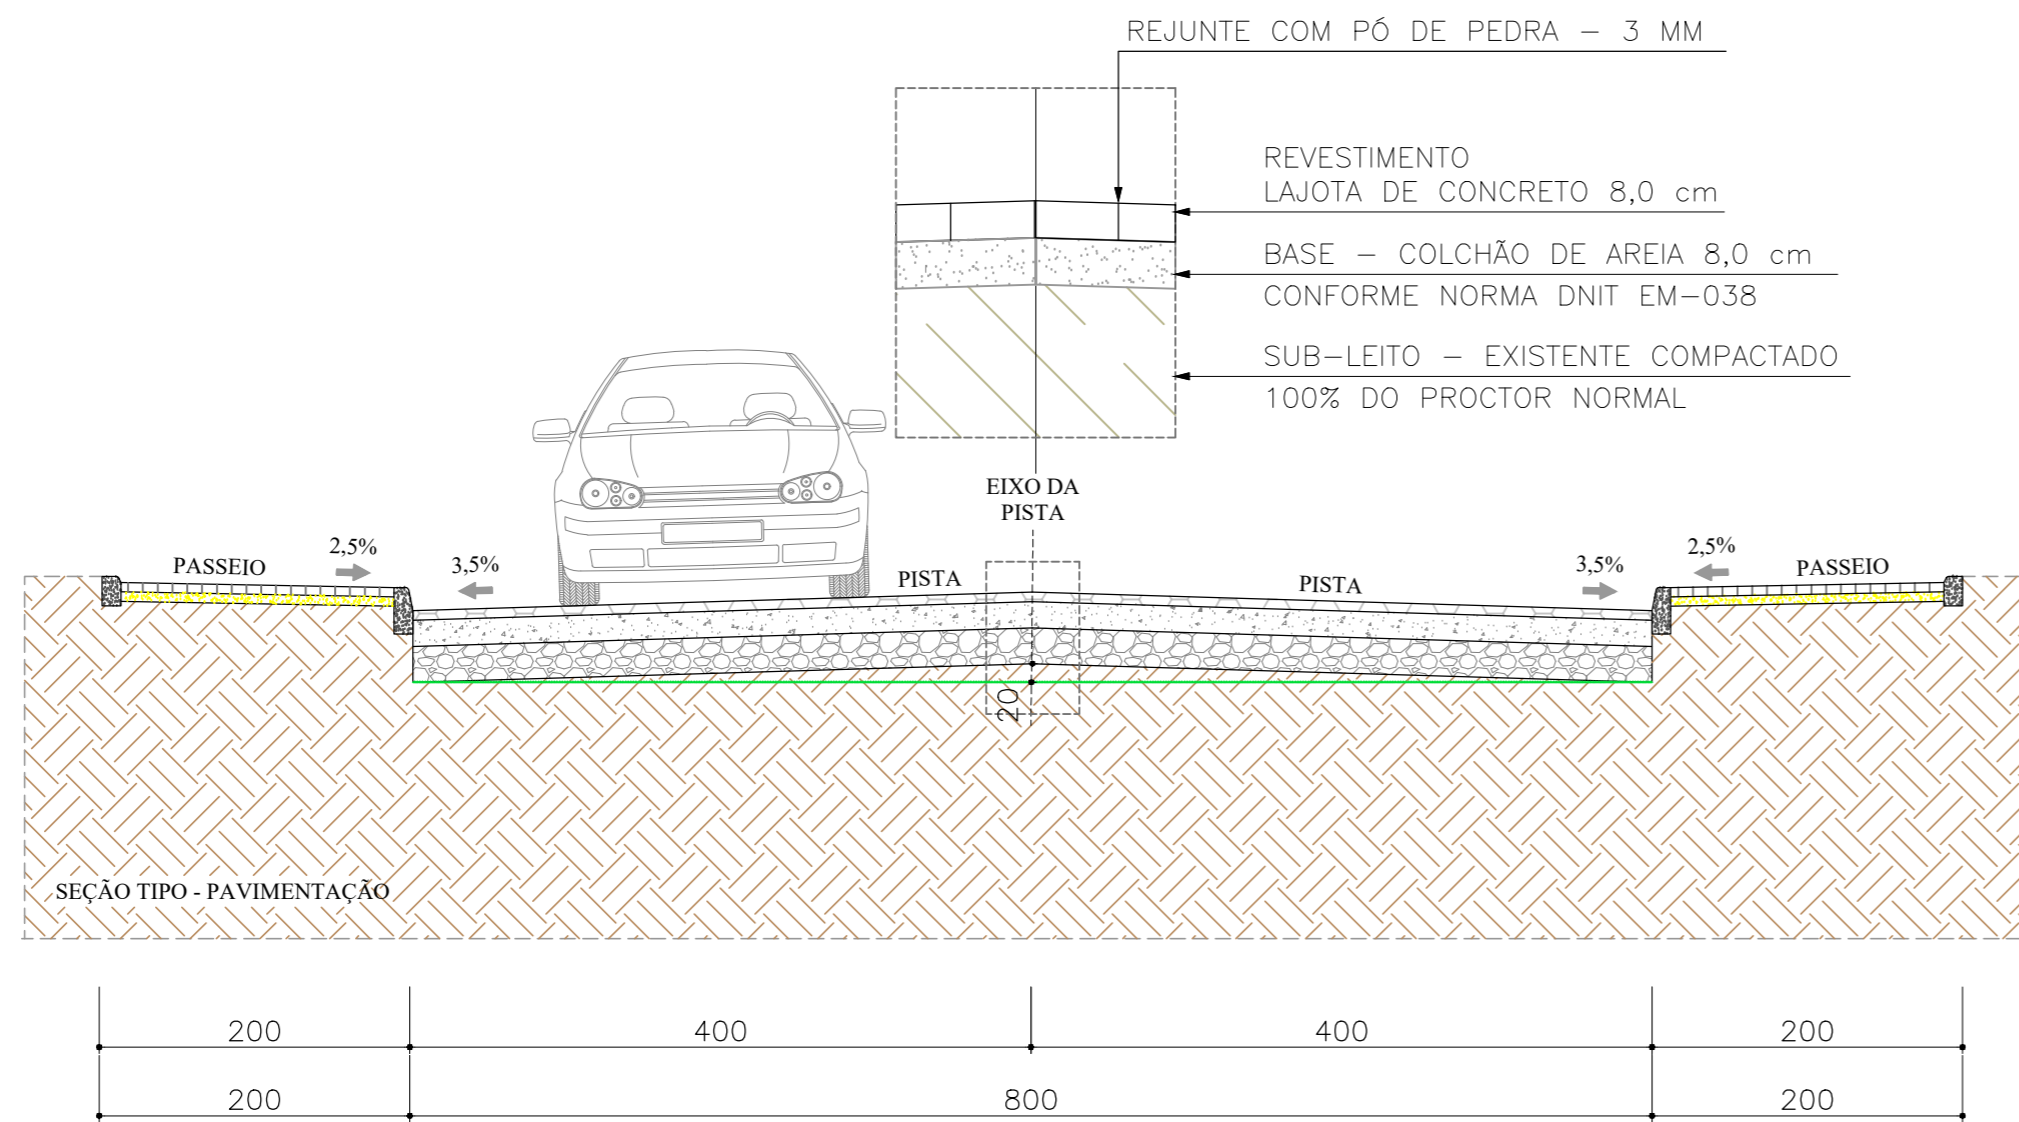 REJUNTE COM PÓ DE PEDRA – 3 MM
REVESTIMENTO
LAJOTA DE CONCRETO 8,0 cm
BASE – COLCHÃO DE AREIA 8,0 cm
CONFORME NORMA DNIT EM-038
SUB-LEITO – EXISTENTE COMPACTADO
100% DO PROCTOR NORMAL
EIXO DA
PISTA
PASSEIO
2,5%
3,5%
PISTA
PISTA
3,5%
2,5%
PASSEIO
20
SEÇÃO TIPO - PAVIMENTAÇÃO
200 400 400 200
200 800 200